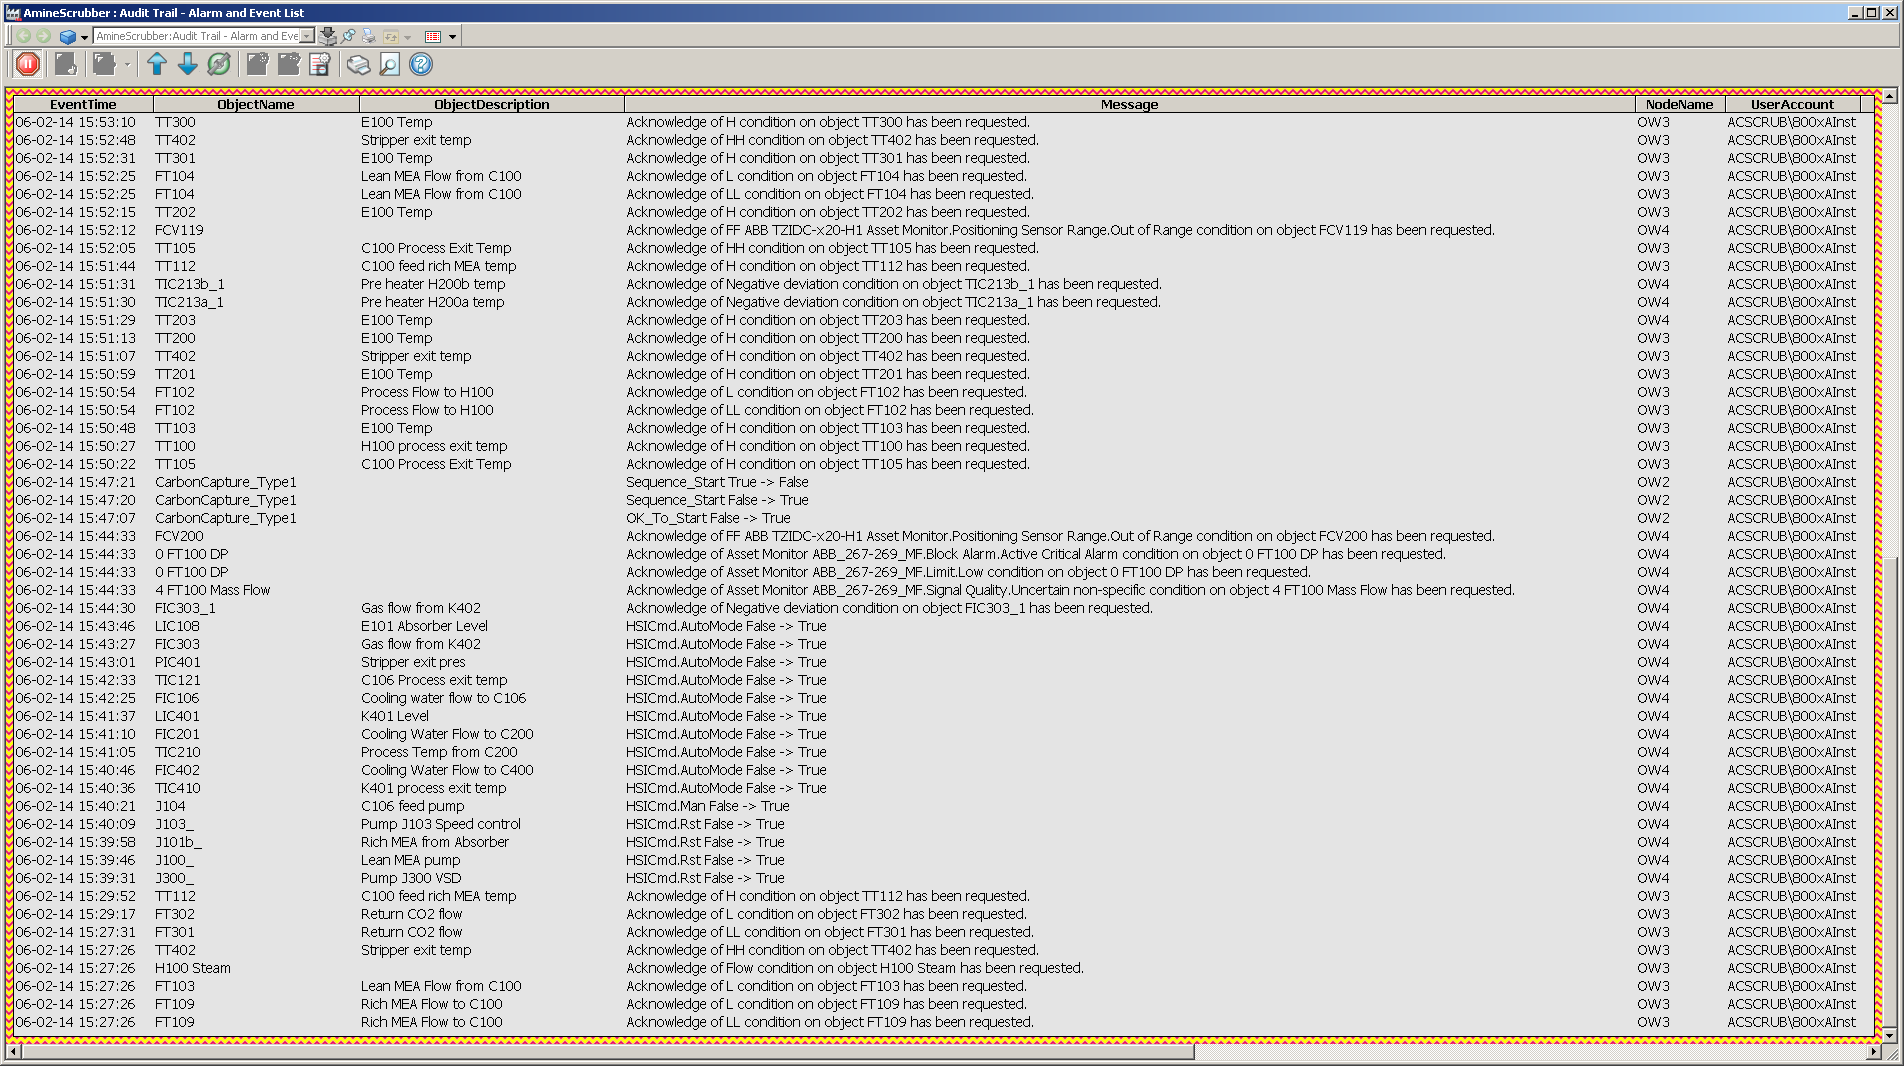 AmineScrubber : Audit Trail - Alarm and Event List
AmineScrubber:Audit Trail - Alarm and Eve
EventTime ObjectName ObjectDescription Message NodeName UserAccount
06-02-14 15:53:10 TT300 E100 Temp Acknowledge of H condition on object TT300 has been requested. OW3 ACSCRUB\800xAInst
06-02-14 15:52:48 TT402 Stripper exit temp Acknowledge of HH condition on object TT402 has been requested. OW3 ACSCRUB\800xAInst
06-02-14 15:52:31 TT301 E100 Temp Acknowledge of H condition on object TT301 has been requested. OW3 ACSCRUB\800xAInst
06-02-14 15:52:25 FT104 Lean MEA Flow from C100 Acknowledge of L condition on object FT104 has been requested. OW3 ACSCRUB\800xAInst
06-02-14 15:52:25 FT104 Lean MEA Flow from C100 Acknowledge of LL condition on object FT104 has been requested. OW3 ACSCRUB\800xAInst
06-02-14 15:52:15 TT202 E100 Temp Acknowledge of H condition on object TT202 has been requested. OW3 ACSCRUB\800xAInst
06-02-14 15:52:12 FCV119 Acknowledge of FF ABB TZIDC-x20-H1 Asset Monitor.Positioning Sensor Range.Out of Range condition on object FCV119 has been requested. OW4 ACSCRUB\800xAInst
06-02-14 15:52:05 TT105 C100 Process Exit Temp Acknowledge of HH condition on object TT105 has been requested. OW3 ACSCRUB\800xAInst
06-02-14 15:51:44 TT112 C100 feed rich MEA temp Acknowledge of H condition on object TT112 has been requested. OW3 ACSCRUB\800xAInst
06-02-14 15:51:31 TIC213b_1 Pre heater H200b temp Acknowledge of Negative deviation condition on object TIC213b_1 has been requested. OW4 ACSCRUB\800xAInst
06-02-14 15:51:30 TIC213a_1 Pre heater H200a temp Acknowledge of Negative deviation condition on object TIC213a_1 has been requested. OW4 ACSCRUB\800xAInst
06-02-14 15:51:29 TT203 E100 Temp Acknowledge of H condition on object TT203 has been requested. OW4 ACSCRUB\800xAInst
06-02-14 15:51:13 TT200 E100 Temp Acknowledge of H condition on object TT200 has been requested. OW3 ACSCRUB\800xAInst
06-02-14 15:51:07 TT402 Stripper exit temp Acknowledge of H condition on object TT402 has been requested. OW3 ACSCRUB\800xAInst
06-02-14 15:50:59 TT201 E100 Temp Acknowledge of H condition on object TT201 has been requested. OW3 ACSCRUB\800xAInst
06-02-14 15:50:54 FT102 Process Flow to H100 Acknowledge of L condition on object FT102 has been requested. OW3 ACSCRUB\800xAInst
06-02-14 15:50:54 FT102 Process Flow to H100 Acknowledge of LL condition on object FT102 has been requested. OW3 ACSCRUB\800xAInst
06-02-14 15:50:48 TT103 E100 Temp Acknowledge of H condition on object TT103 has been requested. OW3 ACSCRUB\800xAInst
06-02-14 15:50:27 TT100 H100 process exit temp Acknowledge of H condition on object TT100 has been requested. OW3 ACSCRUB\800xAInst
06-02-14 15:50:22 TT105 C100 Process Exit Temp Acknowledge of H condition on object TT105 has been requested. OW3 ACSCRUB\800xAInst
06-02-14 15:47:21 CarbonCapture_Type1 Sequence_Start True -> False OW2 ACSCRUB\800xAInst
06-02-14 15:47:20 CarbonCapture_Type1 Sequence_Start False -> True OW2 ACSCRUB\800xAInst
06-02-14 15:47:07 CarbonCapture_Type1 OK_To_Start False -> True OW2 ACSCRUB\800xAInst
06-02-14 15:44:33 FCV200 Acknowledge of FF ABB TZIDC-x20-H1 Asset Monitor.Positioning Sensor Range.Out of Range condition on object FCV200 has been requested. OW4 ACSCRUB\800xAInst
06-02-14 15:44:33 0 FT100 DP Acknowledge of Asset Monitor ABB_267-269_MF.Block Alarm.Active Critical Alarm condition on object 0 FT100 DP has been requested. OW4 ACSCRUB\800xAInst
06-02-14 15:44:33 0 FT100 DP Acknowledge of Asset Monitor ABB_267-269_MF.Limit.Low condition on object 0 FT100 DP has been requested. OW4 ACSCRUB\800xAInst
06-02-14 15:44:33 4 FT100 Mass Flow Acknowledge of Asset Monitor ABB_267-269_MF.Signal Quality.Uncertain non-specific condition on object 4 FT100 Mass Flow has been requested. OW4 ACSCRUB\800xAInst
06-02-14 15:44:30 FIC303_1 Gas flow from K402 Acknowledge of Negative deviation condition on object FIC303_1 has been requested. OW4 ACSCRUB\800xAInst
06-02-14 15:43:46 LIC108 E101 Absorber Level HSICmd.AutoMode False -> True OW4 ACSCRUB\800xAInst
06-02-14 15:43:27 FIC303 Gas flow from K402 HSICmd.AutoMode False -> True OW4 ACSCRUB\800xAInst
06-02-14 15:43:01 PIC401 Stripper exit pres HSICmd.AutoMode False -> True OW4 ACSCRUB\800xAInst
06-02-14 15:42:33 TIC121 C106 Process exit temp HSICmd.AutoMode False -> True OW4 ACSCRUB\800xAInst
06-02-14 15:42:25 FIC106 Cooling water flow to C106 HSICmd.AutoMode False -> True OW4 ACSCRUB\800xAInst
06-02-14 15:41:37 LIC401 K401 Level HSICmd.AutoMode False -> True OW4 ACSCRUB\800xAInst
06-02-14 15:41:10 FIC201 Cooling Water Flow to C200 HSICmd.AutoMode False -> True OW4 ACSCRUB\800xAInst
06-02-14 15:41:05 TIC210 Process Temp from C200 HSICmd.AutoMode False -> True OW4 ACSCRUB\800xAInst
06-02-14 15:40:46 FIC402 Cooling Water Flow to C400 HSICmd.AutoMode False -> True OW4 ACSCRUB\800xAInst
06-02-14 15:40:36 TIC410 K401 process exit temp HSICmd.AutoMode False -> True OW4 ACSCRUB\800xAInst
06-02-14 15:40:21 J104 C106 feed pump HSICmd.Man False -> True OW4 ACSCRUB\800xAInst
06-02-14 15:40:09 J103_ Pump J103 Speed control HSICmd.Rst False -> True OW4 ACSCRUB\800xAInst
06-02-14 15:39:58 J101b_ Rich MEA from Absorber HSICmd.Rst False -> True OW4 ACSCRUB\800xAInst
06-02-14 15:39:46 J100_ Lean MEA pump HSICmd.Rst False -> True OW4 ACSCRUB\800xAInst
06-02-14 15:39:31 J300_ Pump J300 VSD HSICmd.Rst False -> True OW4 ACSCRUB\800xAInst
06-02-14 15:29:52 TT112 C100 feed rich MEA temp Acknowledge of H condition on object TT112 has been requested. OW3 ACSCRUB\800xAInst
06-02-14 15:29:17 FT302 Return CO2 flow Acknowledge of L condition on object FT302 has been requested. OW3 ACSCRUB\800xAInst
06-02-14 15:27:31 FT301 Return CO2 flow Acknowledge of LL condition on object FT301 has been requested. OW3 ACSCRUB\800xAInst
06-02-14 15:27:26 TT402 Stripper exit temp Acknowledge of HH condition on object TT402 has been requested. OW3 ACSCRUB\800xAInst
06-02-14 15:27:26 H100 Steam Acknowledge of Flow condition on object H100 Steam has been requested. OW3 ACSCRUB\800xAInst
06-02-14 15:27:26 FT103 Lean MEA Flow from C100 Acknowledge of L condition on object FT103 has been requested. OW3 ACSCRUB\800xAInst
06-02-14 15:27:26 FT109 Rich MEA Flow to C100 Acknowledge of L condition on object FT109 has been requested. OW3 ACSCRUB\800xAInst
06-02-14 15:27:26 FT109 Rich MEA Flow to C100 Acknowledge of LL condition on object FT109 has been requested. OW3 ACSCRUB\800xAInst